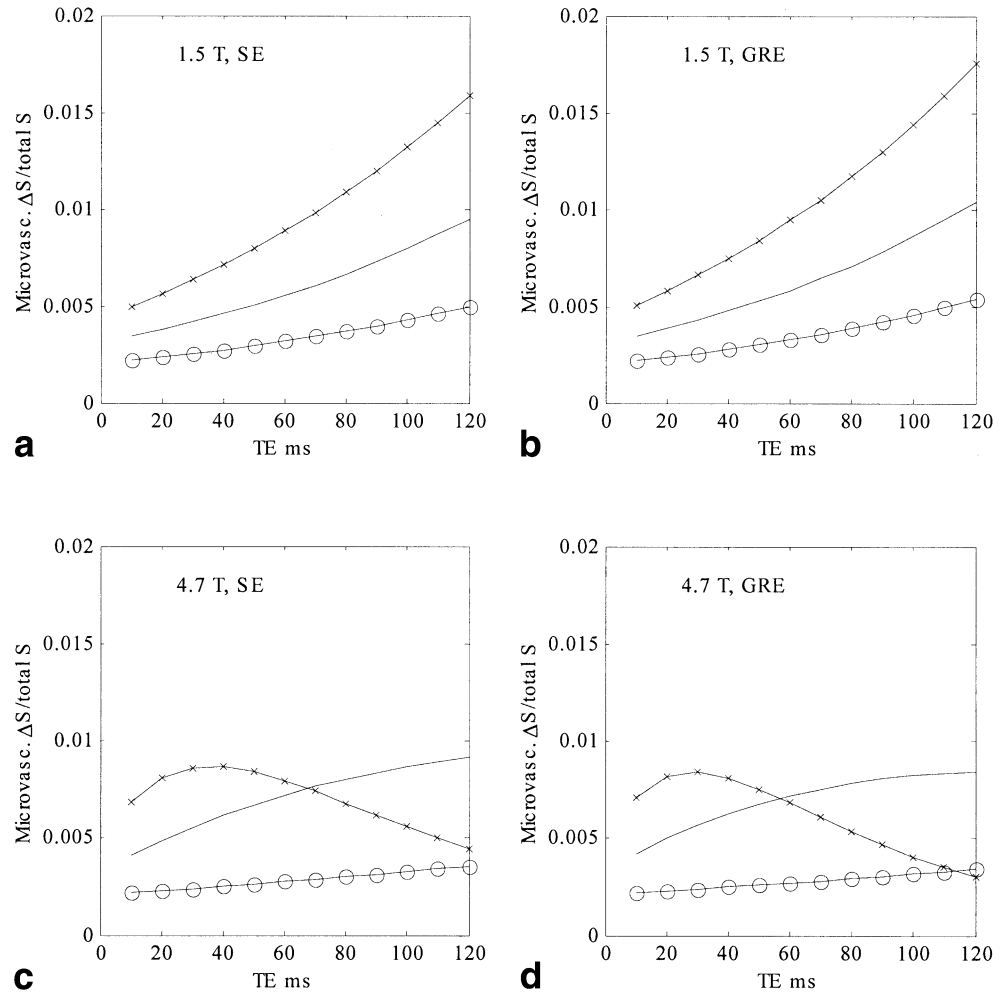 0.02
0.015
0.01
0.005
0
Microvasc. ΔS/total S
1.5 T, SE
0 20 40 60 80 100 120
TE ms
a
0.02
0.015
0.01
0.005
0
Microvasc. ΔS/total S
1.5 T, GRE
0 20 40 60 80 100 120
TE ms
b
0.02
0.015
0.01
0.005
0
Microvasc. ΔS/total S
4.7 T, SE
0 20 40 60 80 100 120
TE ms
c
0.02
0.015
0.01
0.005
0
Microvasc. ΔS/total S
4.7 T, GRE
0 20 40 60 80 100 120
TE ms
d